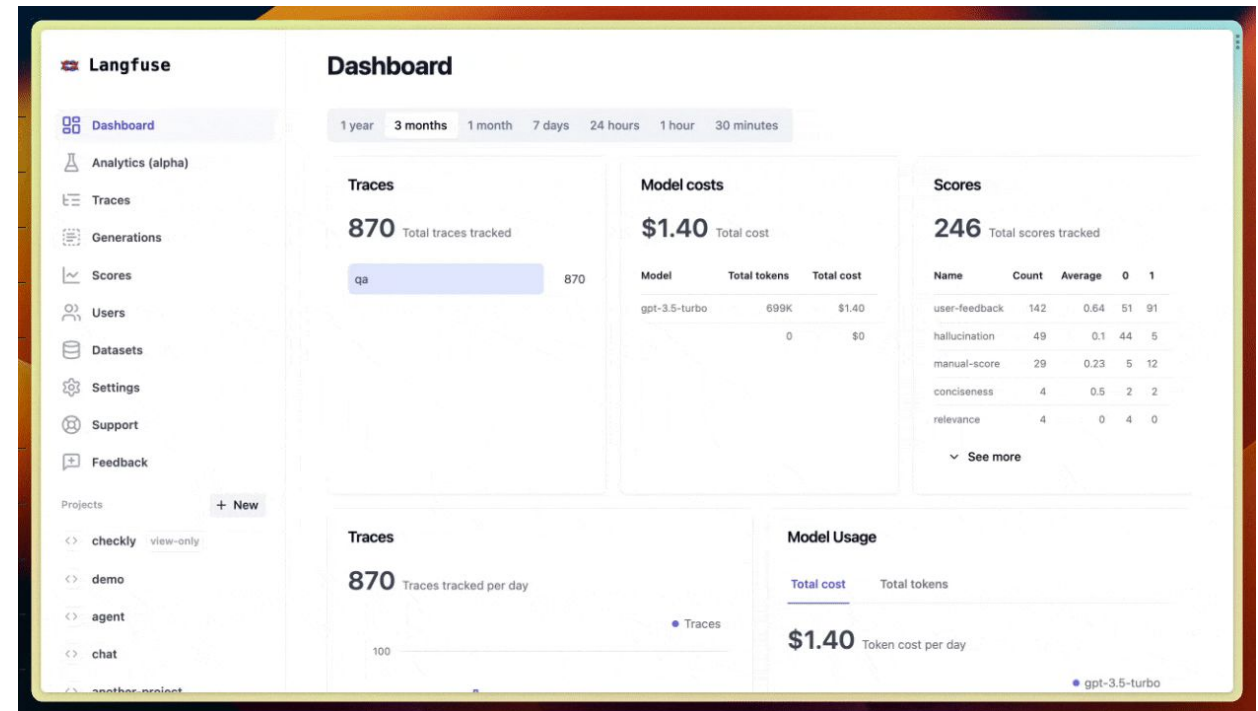 Langfuse
Dashboard
Analytics (alpha)
Traces
Generations
Scores
Users
Datasets
Settings
Support
Feedback
Projects + New
checkly view-only
demo
agent
chat
another-project
Dashboard
1 year 3 months 1 month 7 days 24 hours 1 hour 30 minutes
Traces
870 Total traces tracked
qa 870
Model costs
$1.40 Total cost
Model Total tokens Total cost
gpt-3.5-turbo 699K $1.40
0 $0
Scores
246 Total scores tracked
Name Count Average 0 1
user-feedback 142 0.64 51 91
hallucination 49 0.1 44 5
manual-score 29 0.23 5 12
conciseness 4 0.5 2 2
relevance 4 0 4 0
See more
Traces
870 Traces tracked per day
Traces
100
Model Usage
Total cost Total tokens
$1.40 Token cost per day
gpt-3.5-turbo